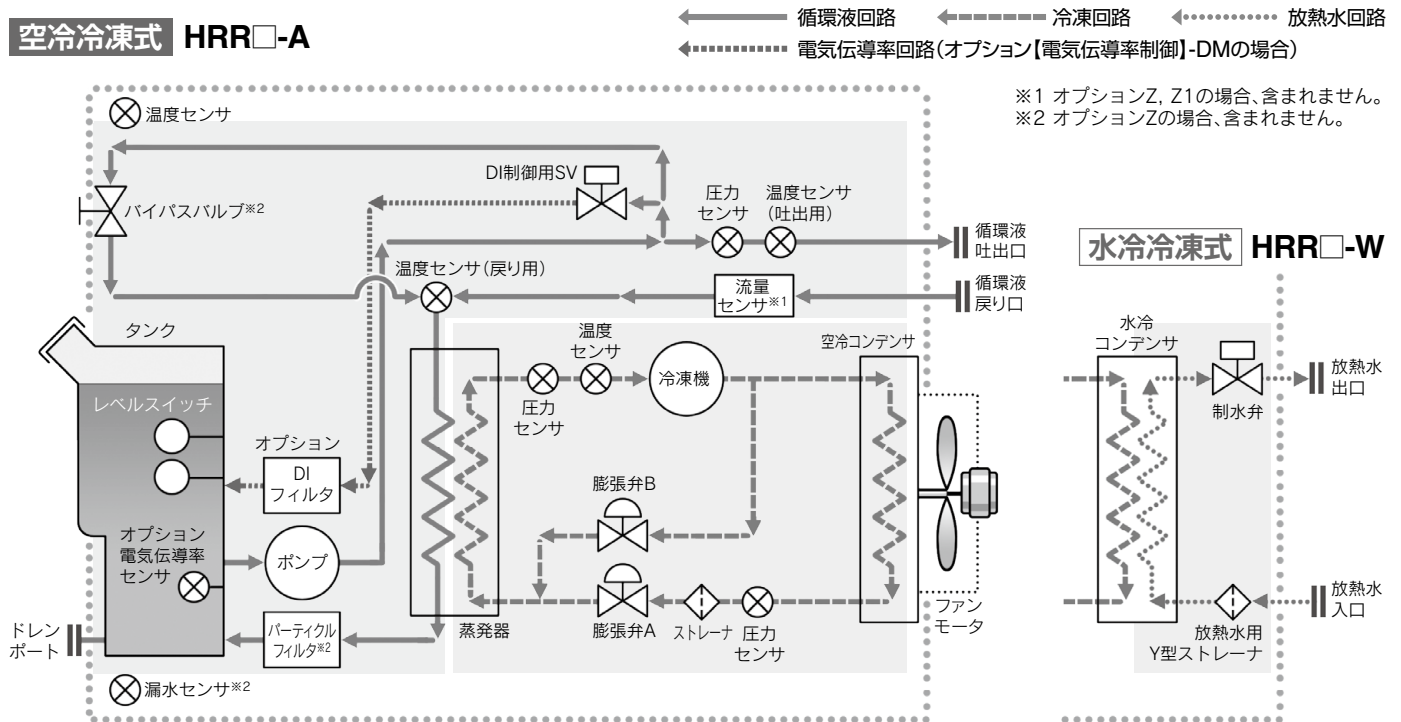 空冷冷凍式 HRR□-A
循環液回路
冷凍回路
放熱水回路
電気伝導率回路(オプション【電気伝導率制御】-DMの場合)
※1 オプションZ, Z1の場合、含まれません。
※2 オプションZの場合、含まれません。
温度センサ
DI制御用SV
バイパスバルブ※2
圧力
センサ
温度センサ
(吐出用)
循環液
吐出口
温度センサ(戻り用)
流量
センサ※1
循環液
戻り口
タンク
レベルスイッチ
オプション
DI
フィルタ
オプション
電気伝導率
センサ
ポンプ
ドレン
ポート
パーティクル
フィルタ※2
漏水センサ※2
蒸発器
圧力
センサ
温度
センサ
冷凍機
空冷コンデンサ
膨張弁B
膨張弁A
ストレーナ
圧力
センサ
ファン
モータ
水冷冷凍式 HRR□-W
水冷
コンデンサ
制水弁
放熱水
出口
放熱水
入口
放熱水用
Y型ストレーナ